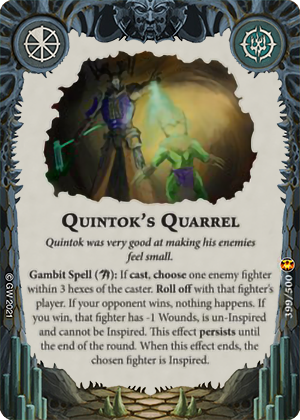 QUINTOK'S QUARREL
Quintok was very good at making his enemies
feel small.
Gambit Spell (): If cast, choose one enemy fighter
within 3 hexes of the caster. Roll off with that fighter's
player. If your opponent wins, nothing happens. If
you win, that fighter has -1 Wounds, is un-Inspired
and cannot be Inspired. This effect persists until
the end of the round. When this effect ends, the
chosen fighter is Inspired.
© GW 2021
199/500